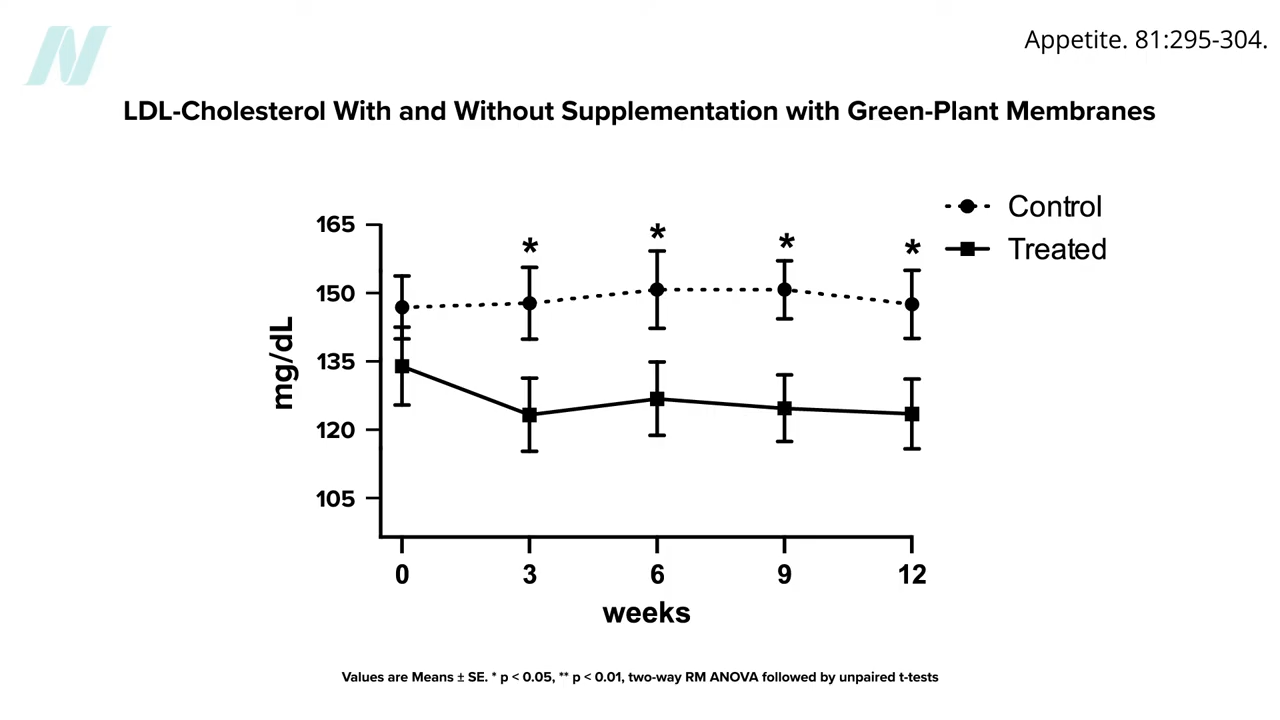 N
Appetite. 81:295-304.
LDL-Cholesterol With and Without Supplementation with Green-Plant Membranes
Control
Treated
165
150
135
120
105
mg/dL
* * * *
0 3 6 9 12
weeks
Values are Means ± SE. * p < 0.05, ** p < 0.01, two-way RM ANOVA followed by unpaired t-tests